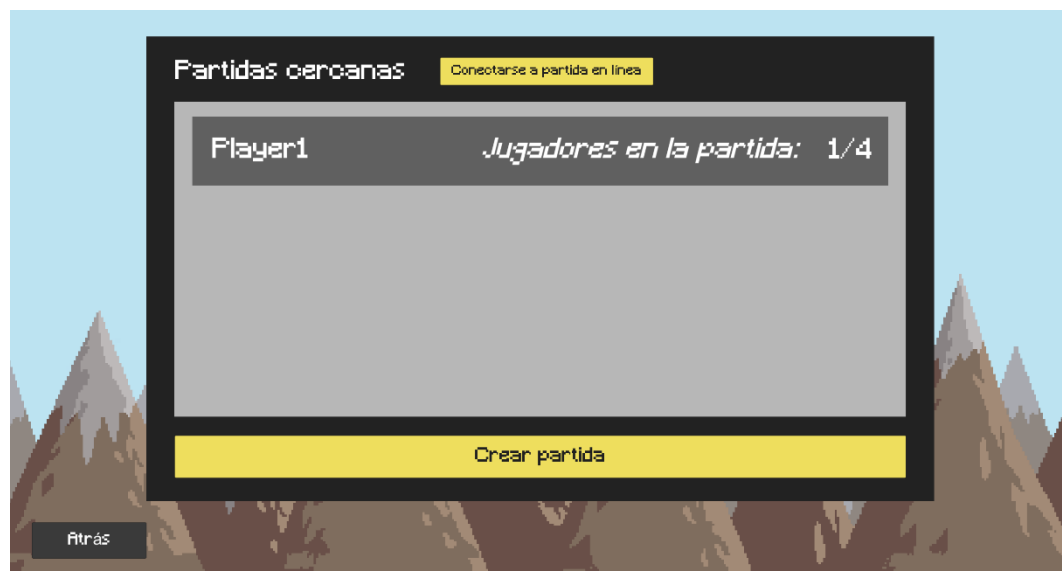 Partidas cercanas
Conectarse a partida en línea
Player1 Jugadores en la partida: 1/4
Crear partida
Atrás